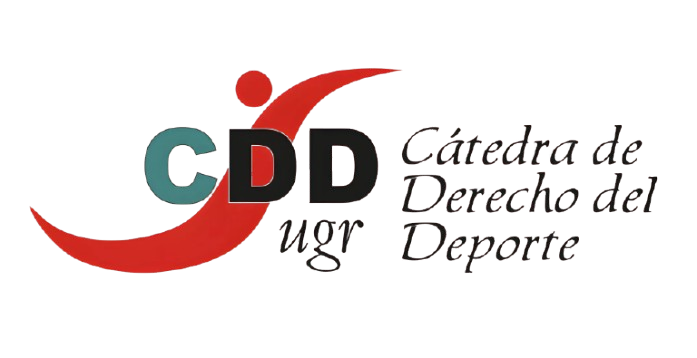 CDD
ugr
Cátedra de
Derecho del
Deporte